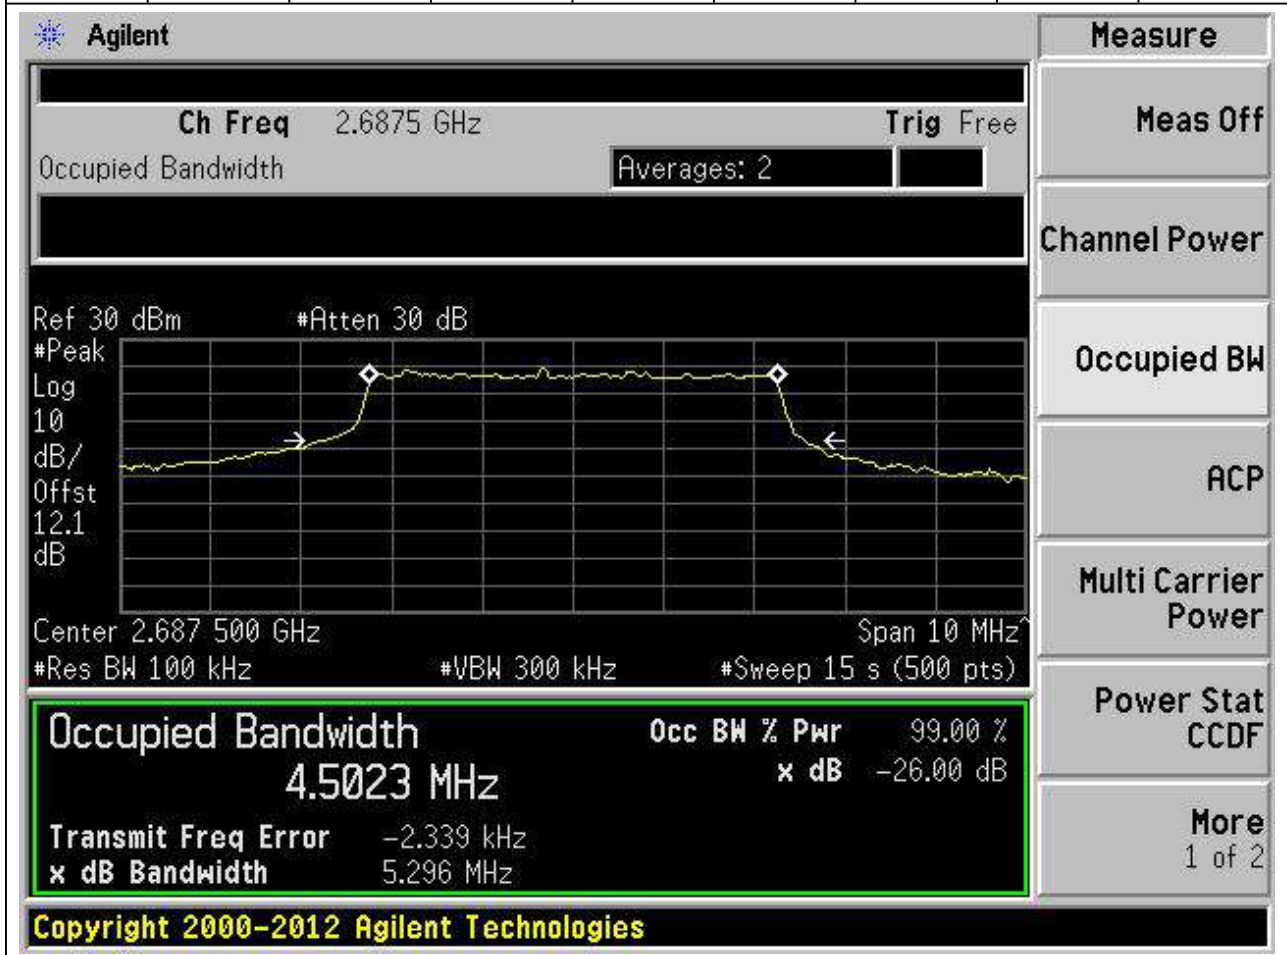 Agilent
Measure
Ch Freq 2.6875 GHz Trig Free
Occupied Bandwidth Averages: 2
Ref 30 dBm #Atten 30 dB
#Peak
Log
10
dB/
Offst
12.1
dB
Center 2.687 500 GHz Span 10 MHz^
#Res BW 100 kHz #VBW 300 kHz #Sweep 15 s (500 pts)
Occupied Bandwidth Occ BW % Pwr 99.00 %
4.5023 MHz x dB -26.00 dB
Transmit Freq Error -2.339 kHz
x dB Bandwidth 5.296 MHz
Meas Off
Channel Power
Occupied BW
ACP
Multi Carrier
Power
Power Stat
CCDF
More
1 of 2
Copyright 2000-2012 Agilent Technologies